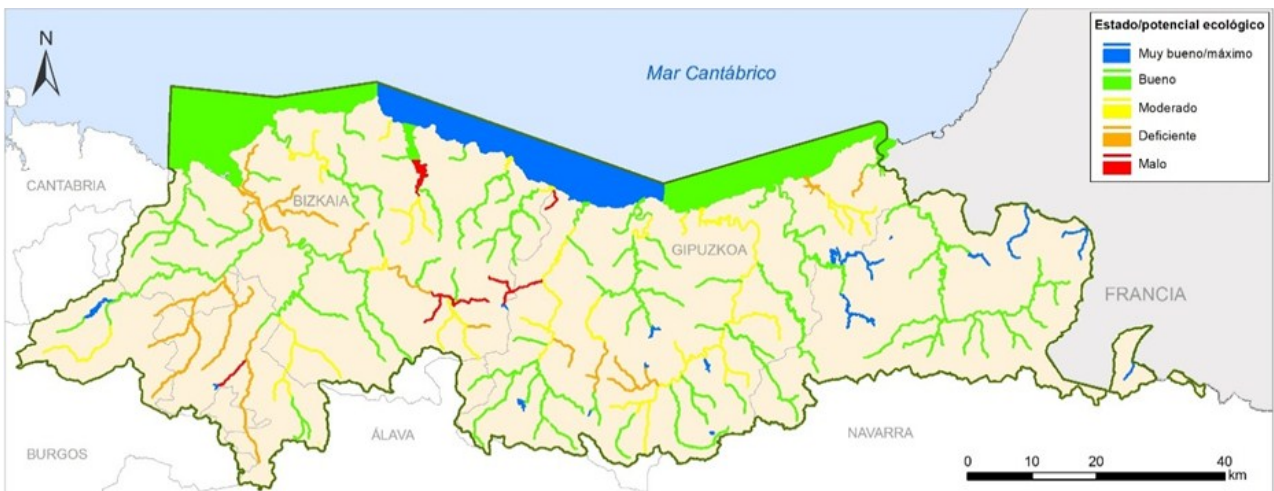 N
Mar Cantábrico
Estado/potencial ecológico
Muy bueno/máximo
Bueno
Moderado
Deficiente
Malo
CANTABRIA
BIZKAIA
GIPUZKOA
FRANCIA
BURGOS
ÁLAVA
NAVARRA
0 10 20 40
km